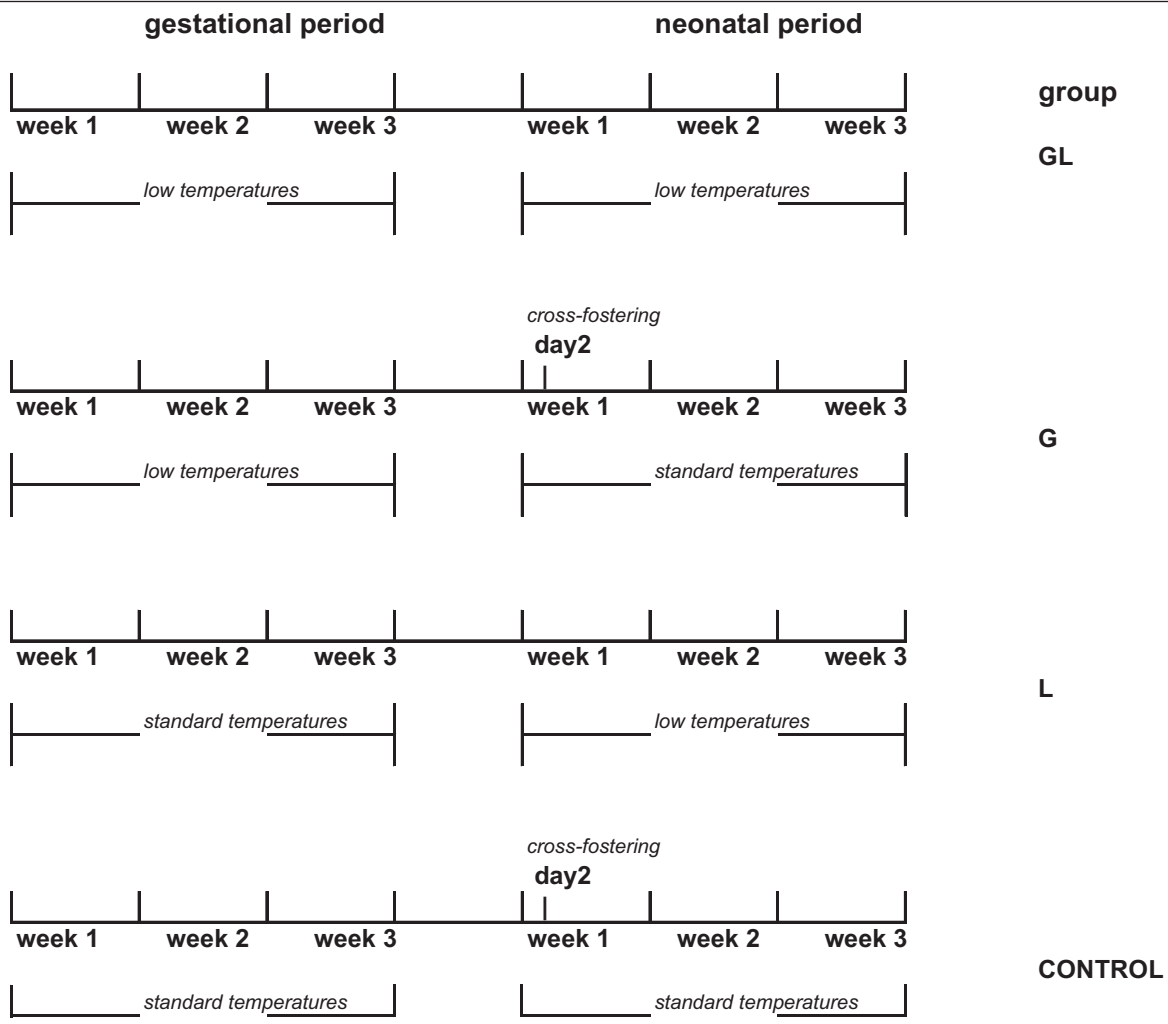 gestational period neonatal period
group
week 1 week 2 week 3 week 1 week 2 week 3
GL
low temperatures low temperatures
cross-fostering
day2
week 1 week 2 week 3 week 1 week 2 week 3
G
low temperatures standard temperatures
week 1 week 2 week 3 week 1 week 2 week 3
L
standard temperatures low temperatures
cross-fostering
day2
week 1 week 2 week 3 week 1 week 2 week 3
CONTROL
standard temperatures standard temperatures